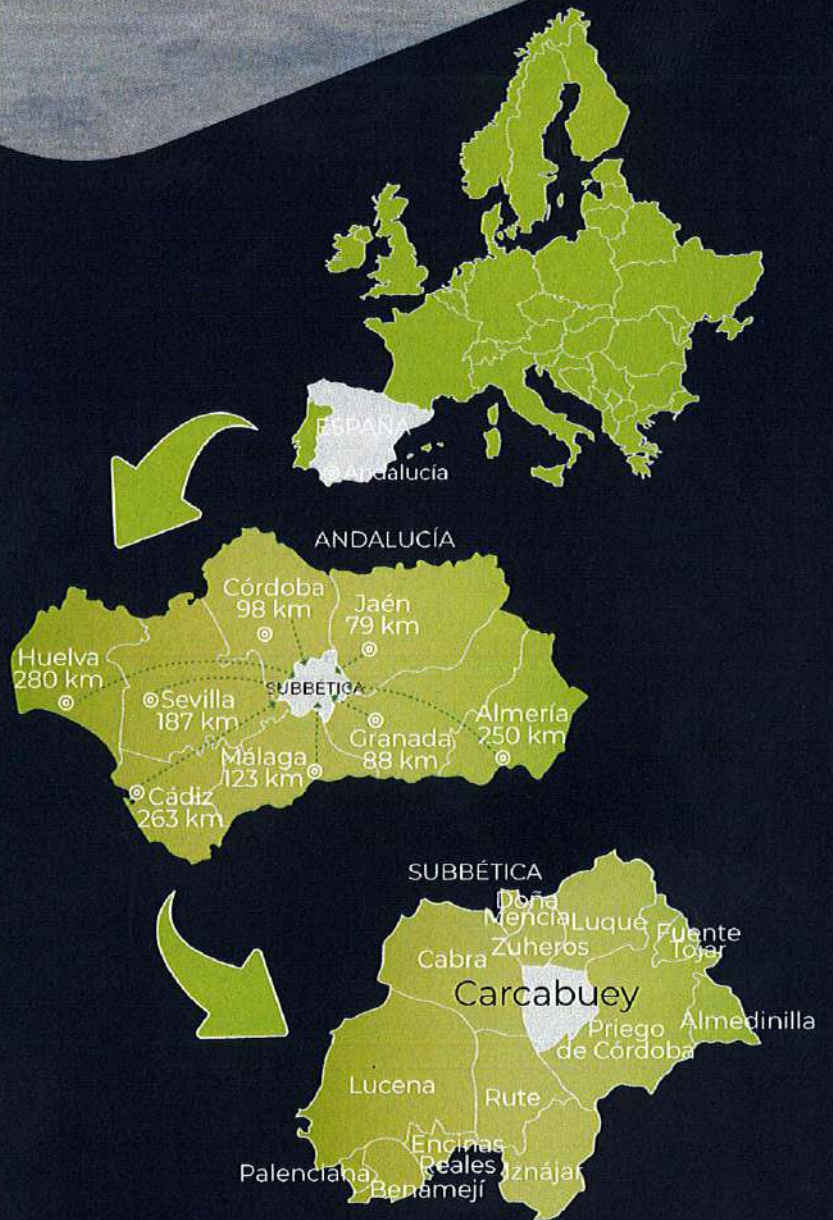 ESPAÑA
Andalucía
ANDALUCÍA
Córdoba
98 km
Jaén
79 km
Huelva
280 km
SUBBÉTICA
Sevilla
187 km
Almería
250 km
Granada
88 km
Málaga
123 km
Cádiz
263 km
SUBBÉTICA
Doña
Mencía
Luque
Fuente
Tojar
Zuheros
Cabra
Carcabuey
Almedinilla
Priego
de Córdoba
Lucena
Rute
Encinas
Reales
Iznájar
Palenciana
Benamejí